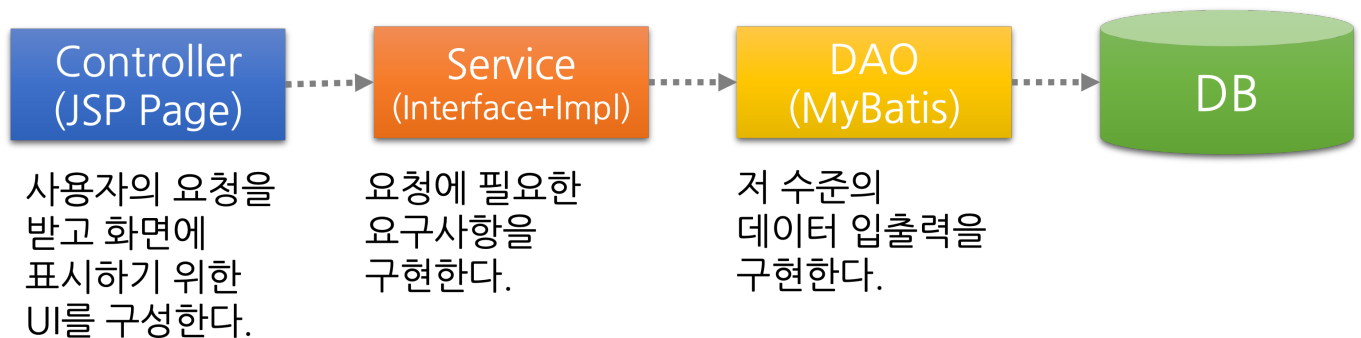 Controller
(JSP Page)
Service
(Interface+Impl)
DAO
(MyBatis)
DB
사용자의 요청을
받고 화면에
표시하기 위한
UI를 구성한다.
요청에 필요한
요구사항을
구현한다.
저 수준의
데이터 입출력을
구현한다.